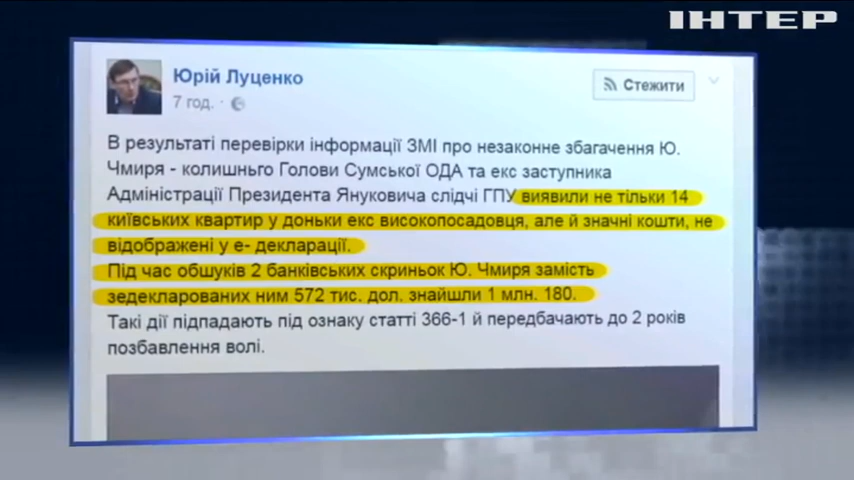 ІНТЕР
Юрій Луценко
7 год.
Стежити
В результаті перевірки інформації ЗМІ про незаконне збагачення Ю.
Чмиря - колишнього Голови Сумської ОДА та екс заступника
Адміністрації Президента Януковича слідчі ГПУ виявили не тільки 14
київських квартир у доньки екс високопосадовця, але й значні кошти, не
відображені у е- декларації.
Під час обшуків 2 банківських скриньок Ю. Чмиря замість
зедекларованих ним 572 тис. дол. знайшли 1 млн. 180.
Такі дії підпадають під ознаку статті 366-1 й передбачають до 2 років
позбавлення волі.